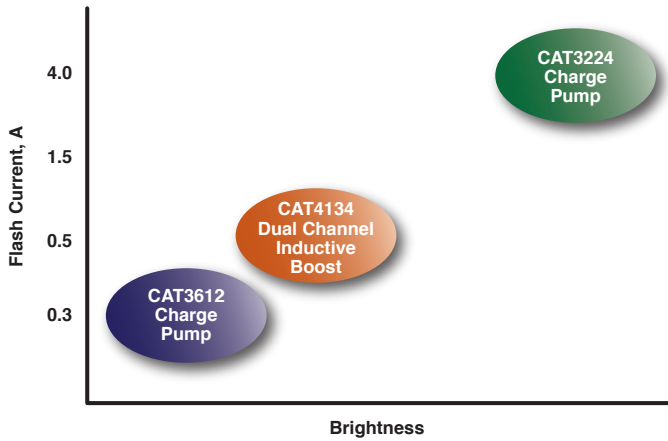 Flash Current, A
4.0
1.5
0.5
0.3
CAT3224
Charge
Pump
CAT4134
Dual Channel
Inductive
Boost
CAT3612
Charge
Pump
Brightness